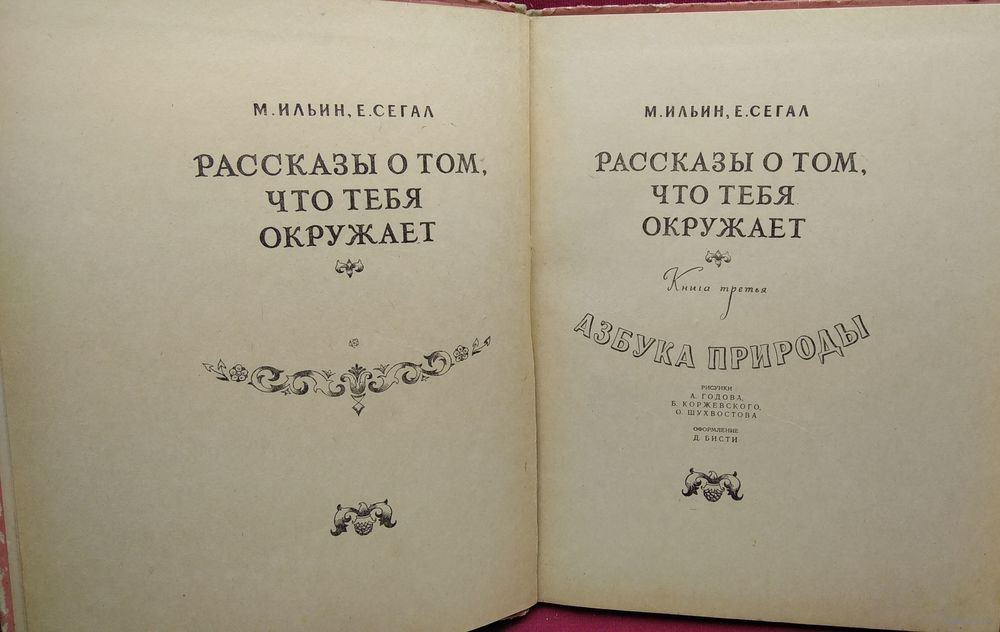 М. ИЛЬИН, Е. СЕГАЛ
РАССКАЗЫ О ТОМ,
ЧТО ТЕБЯ
ОКРУЖАЕТ
М. ИЛЬИН, Е. СЕГАЛ
РАССКАЗЫ О ТОМ,
ЧТО ТЕБЯ
ОКРУЖАЕТ
Книга третья
АЗБУКА ПРИРОДЫ
РИСУНКИ
А. ГОДОВА,
Б. КОРЖЕВСКОГО,
О. ШУХВОСТОВА
ОФОРМЛЕНИЕ
Д. БИСТИ